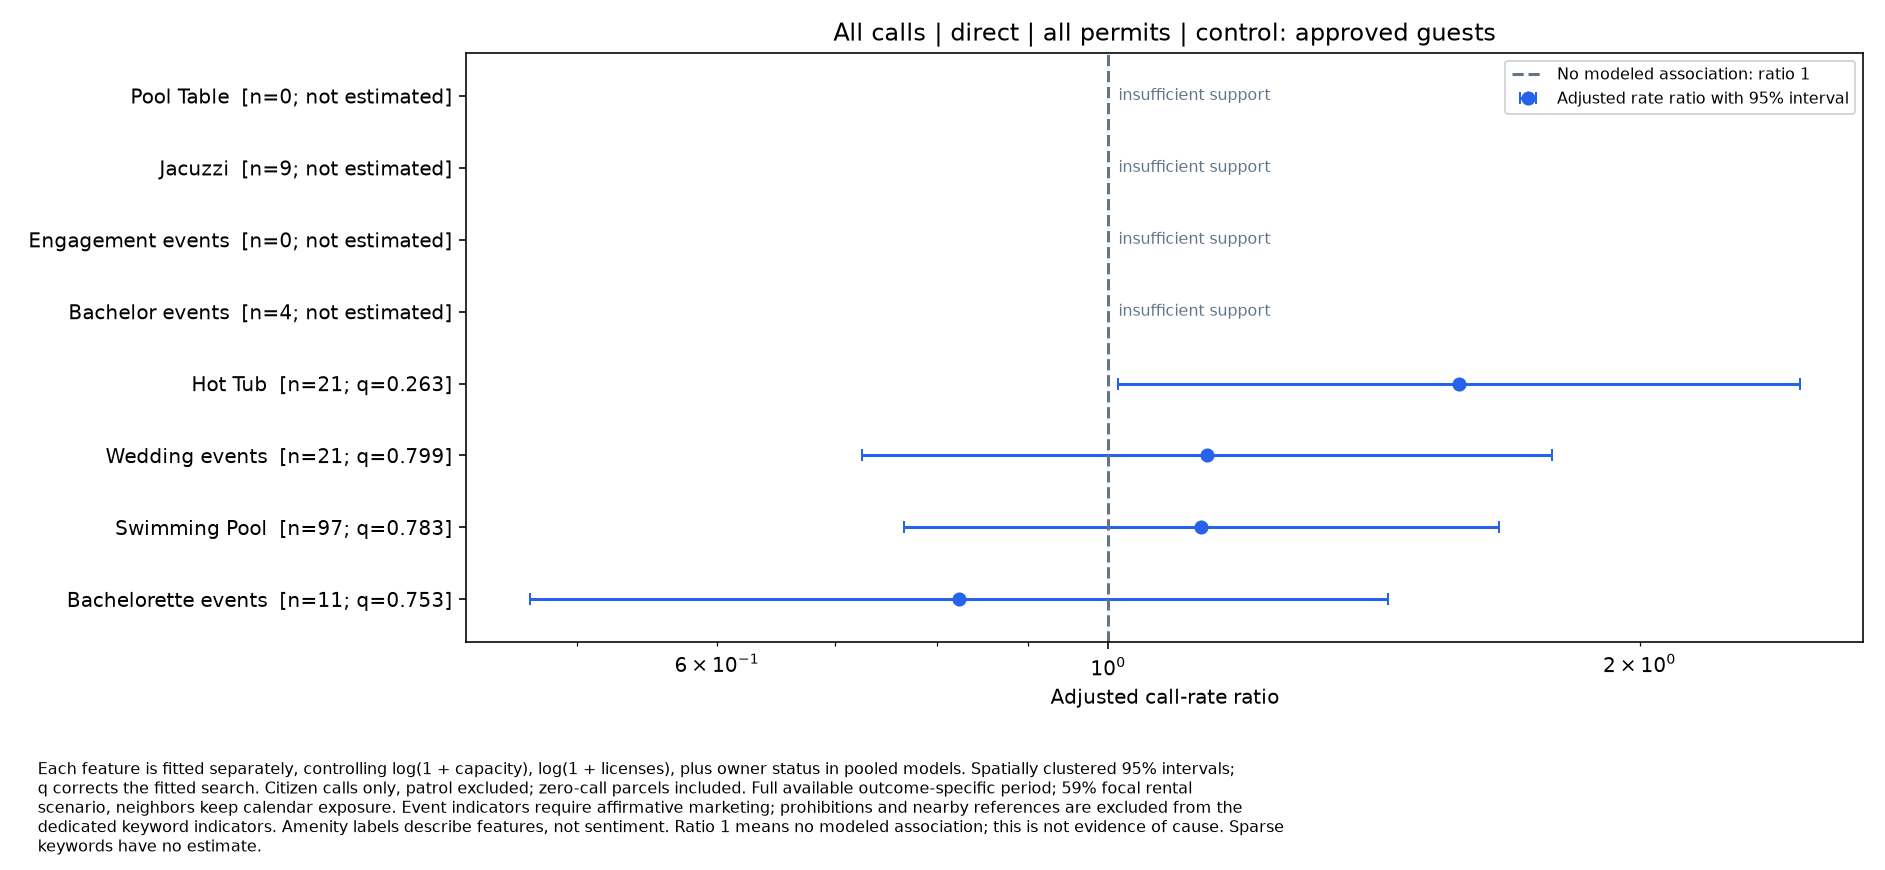 All calls | direct | all permits | control: approved guests
No modeled association: ratio 1
Adjusted rate ratio with 95% interval
Pool Table [n=0; not estimated]
insufficient support
Jacuzzi [n=9; not estimated]
insufficient support
Engagement events [n=0; not estimated]
insufficient support
Bachelor events [n=4; not estimated]
insufficient support
Hot Tub [n=21; q=0.263]
Wedding events [n=21; q=0.799]
Swimming Pool [n=97; q=0.783]
Bachelorette events [n=11; q=0.753]
6 × 10⁻¹
10⁰
2 × 10⁰
Adjusted call-rate ratio
Each feature is fitted separately, controlling log(1 + capacity), log(1 + licenses), plus owner status in pooled models. Spatially clustered 95% intervals;
q corrects the fitted search. Citizen calls only, patrol excluded; zero-call parcels included. Full available outcome-specific period; 59% focal rental
scenario, neighbors keep calendar exposure. Event indicators require affirmative marketing; prohibitions and nearby references are excluded from the
dedicated keyword indicators. Amenity labels describe features, not sentiment. Ratio 1 means no modeled association; this is not evidence of cause. Sparse
keywords have no estimate.